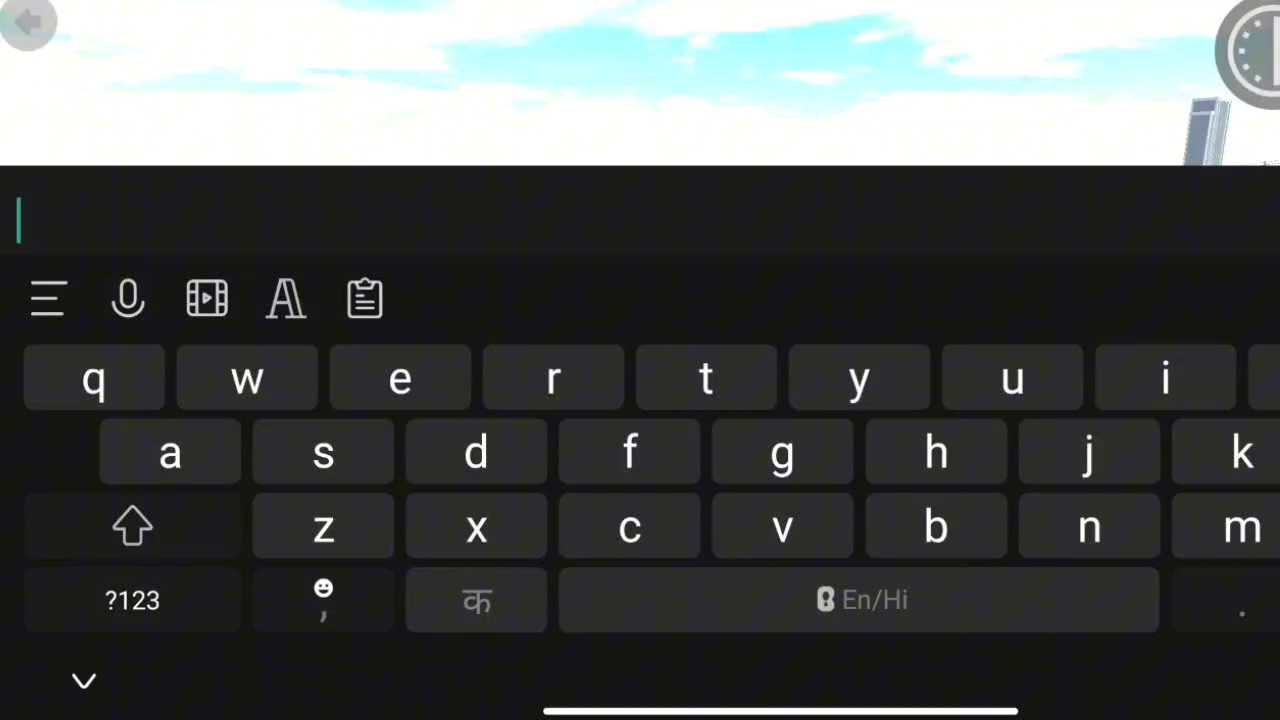 q w e r t y u i
a s d f g h j k
z x c v b n m
?123 , क En/Hi .